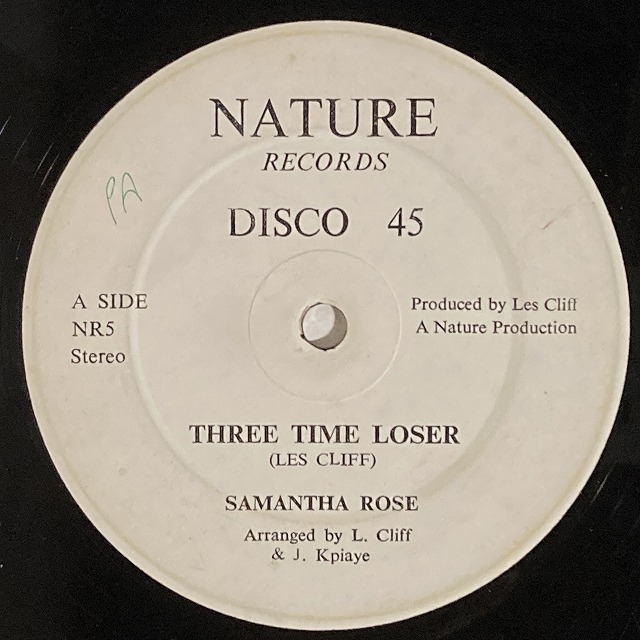 NATURE
RECORDS
DISCO 45
PA
A SIDE
NR5
Stereo
Produced by Les Cliff
A Nature Production
THREE TIME LOSER
(LES CLIFF)
SAMANTHA ROSE
Arranged by L. Cliff
& J. Kpiaye